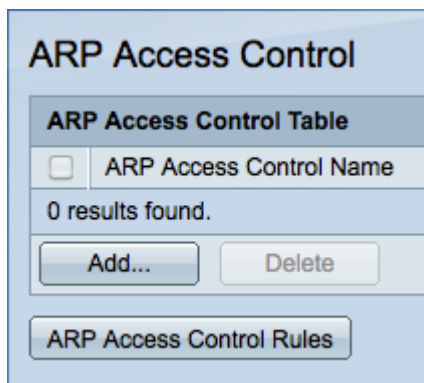 ARP Access Control
ARP Access Control Table
ARP Access Control Name
0 results found.
Add... Delete
ARP Access Control Rules